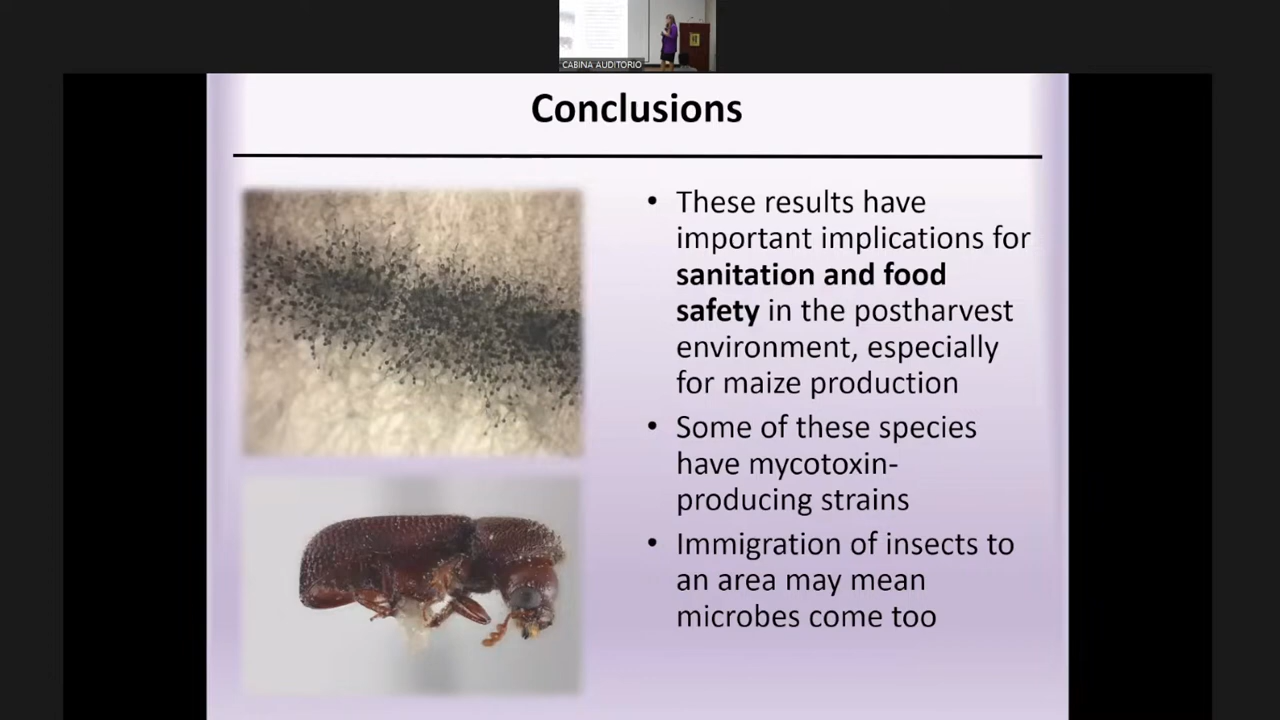 CABINA AUDITORIO
Conclusions
• These results have
important implications for
sanitation and food
safety in the postharvest
environment, especially
for maize production
• Some of these species
have mycotoxin-
producing strains
• Immigration of insects to
an area may mean
microbes come too